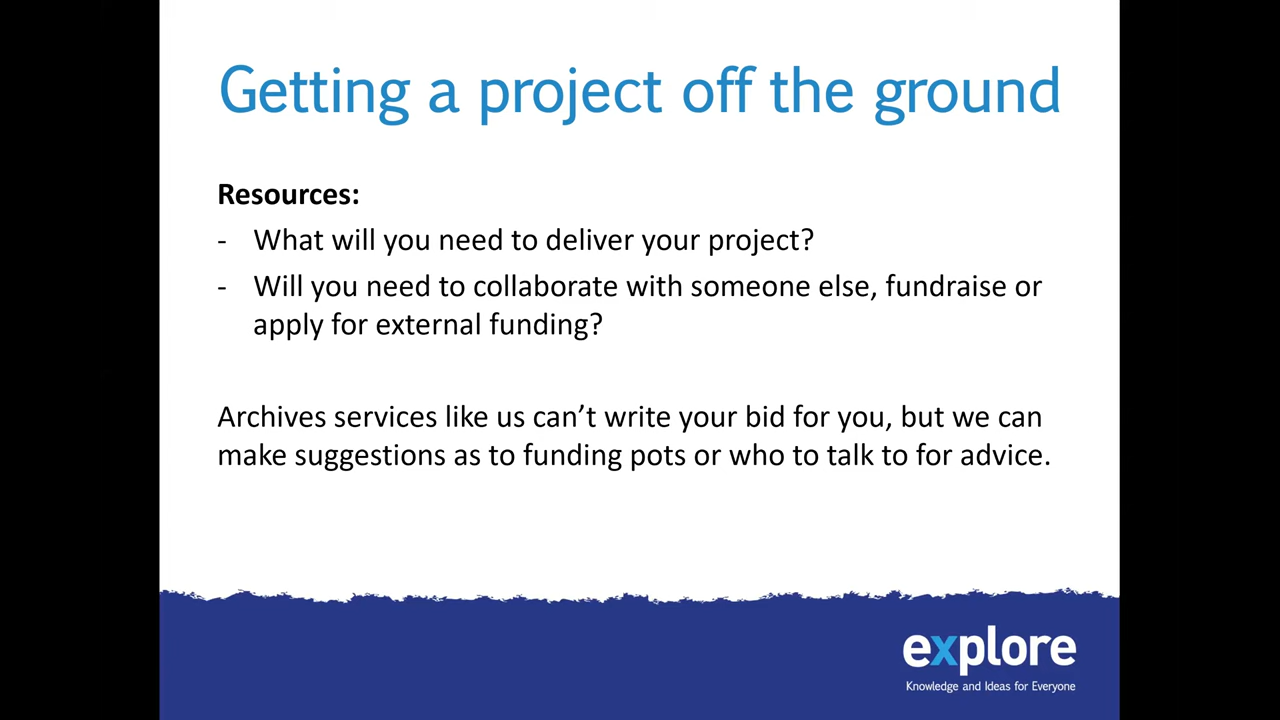 Getting a project off the ground
Resources:
- What will you need to deliver your project?
- Will you need to collaborate with someone else, fundraise or
apply for external funding?
Archives services like us can’t write your bid for you, but we can
make suggestions as to funding pots or who to talk to for advice.
explore
Knowledge and Ideas for Everyone